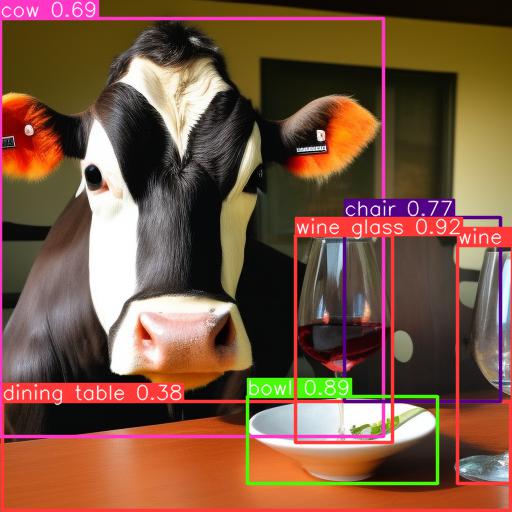 cow 0.69
chair 0.77
wine glass 0.92
wine
dining table 0.38
bowl 0.89